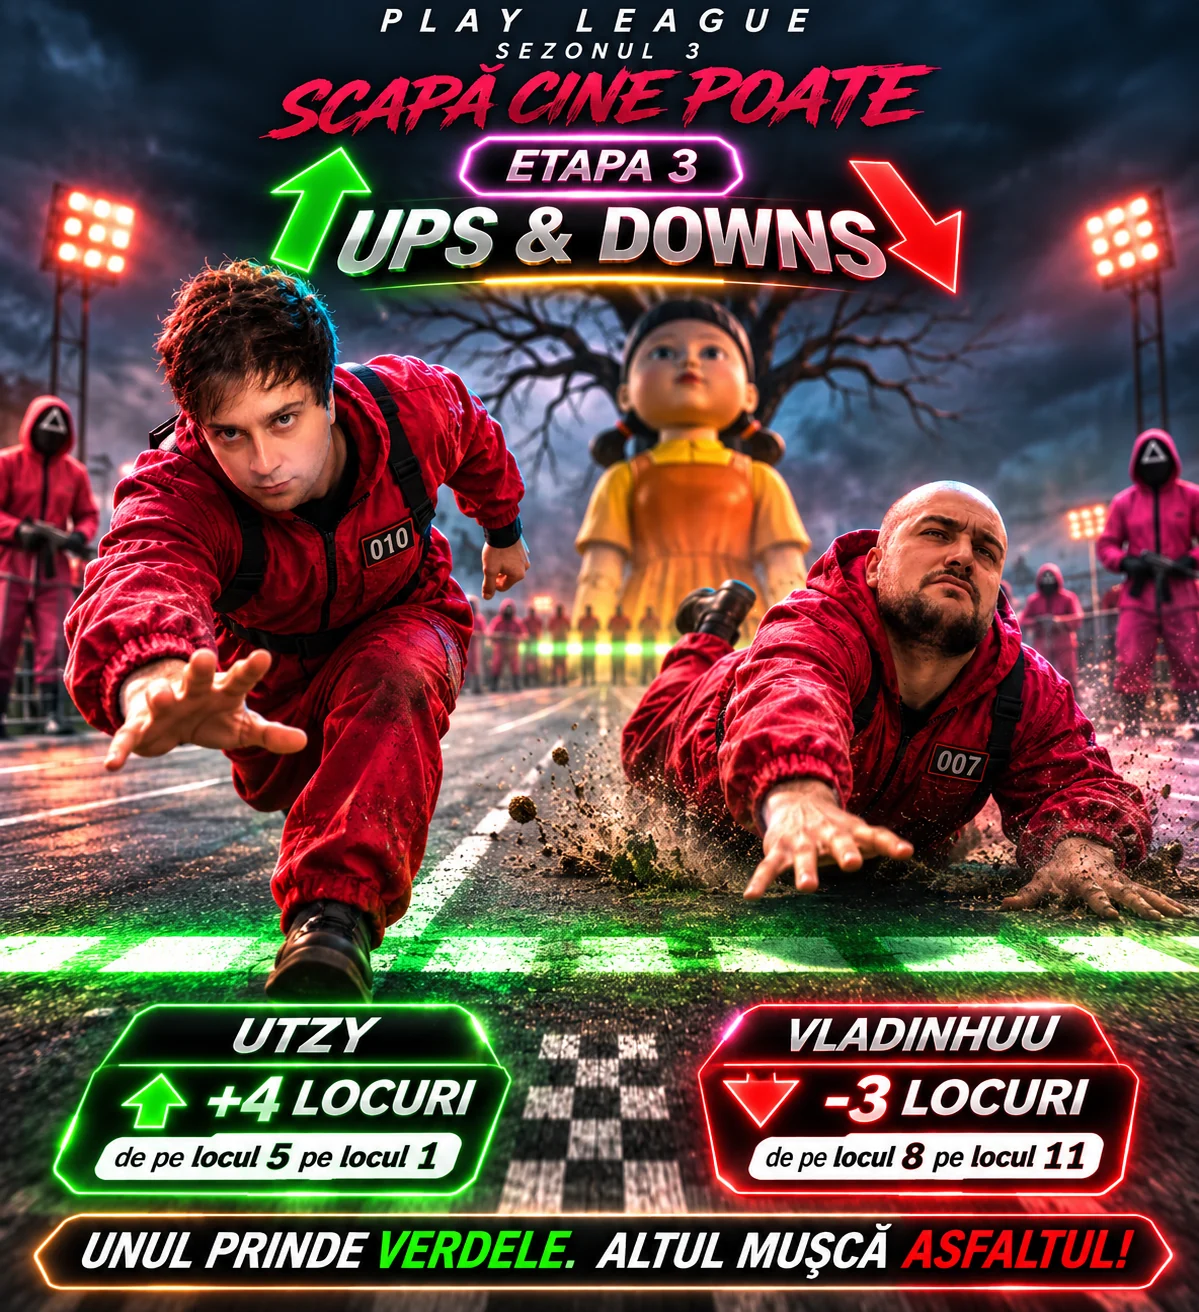 PLAY LEAGUE
SEZONUL 3
SCAPĂ CINE POATE
ETAPA 3
UPS & DOWNS
010
007
UTZY
+4 LOCURI
de pe locul 5 pe locul 1
VLADINHUU
-3 LOCURI
de pe locul 8 pe locul 11
UNUL PRINDE VERDELE. ALTUL MUŞCĂ ASFALTUL!